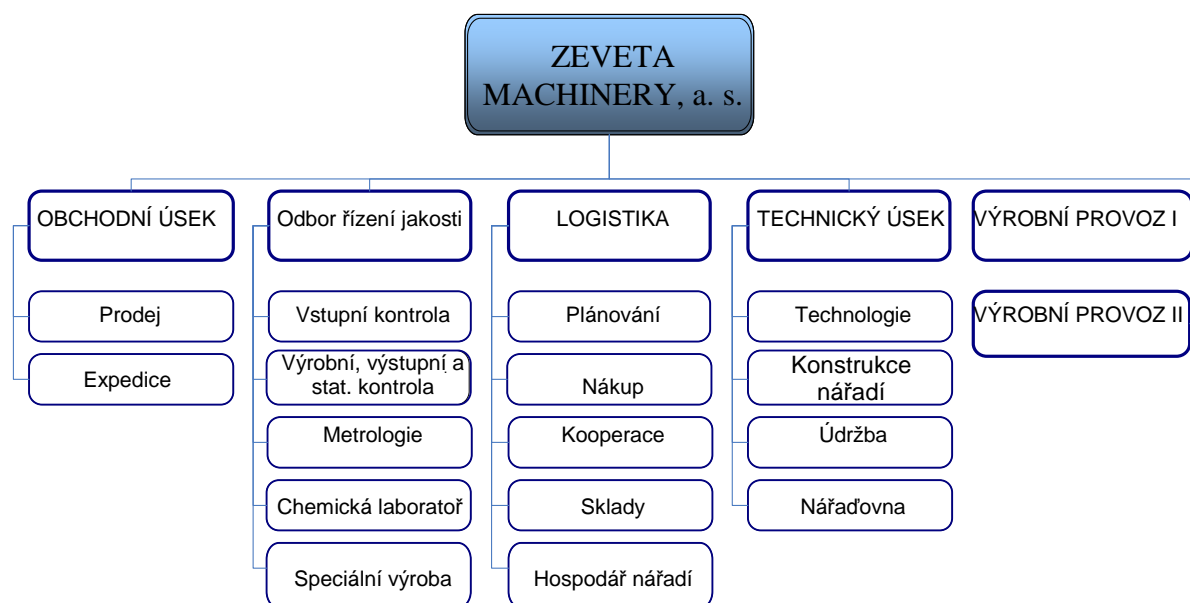 ZEVETA
MACHINERY, a. s.
OBCHODNÍ ÚSEK
Prodej
Expedice
Odbor řízení jakosti
Vstupní kontrola
Výrobní, výstupní a
stat. kontrola
Metrologie
Chemická laboratoř
Speciální výroba
LOGISTIKA
Plánování
Nákup
Kooperace
Sklady
Hospodář nářadí
TECHNICKÝ ÚSEK
Technologie
Konstrukce
nářadí
Údržba
Nářaďovna
VÝROBNÍ PROVOZ I
VÝROBNÍ PROVOZ II